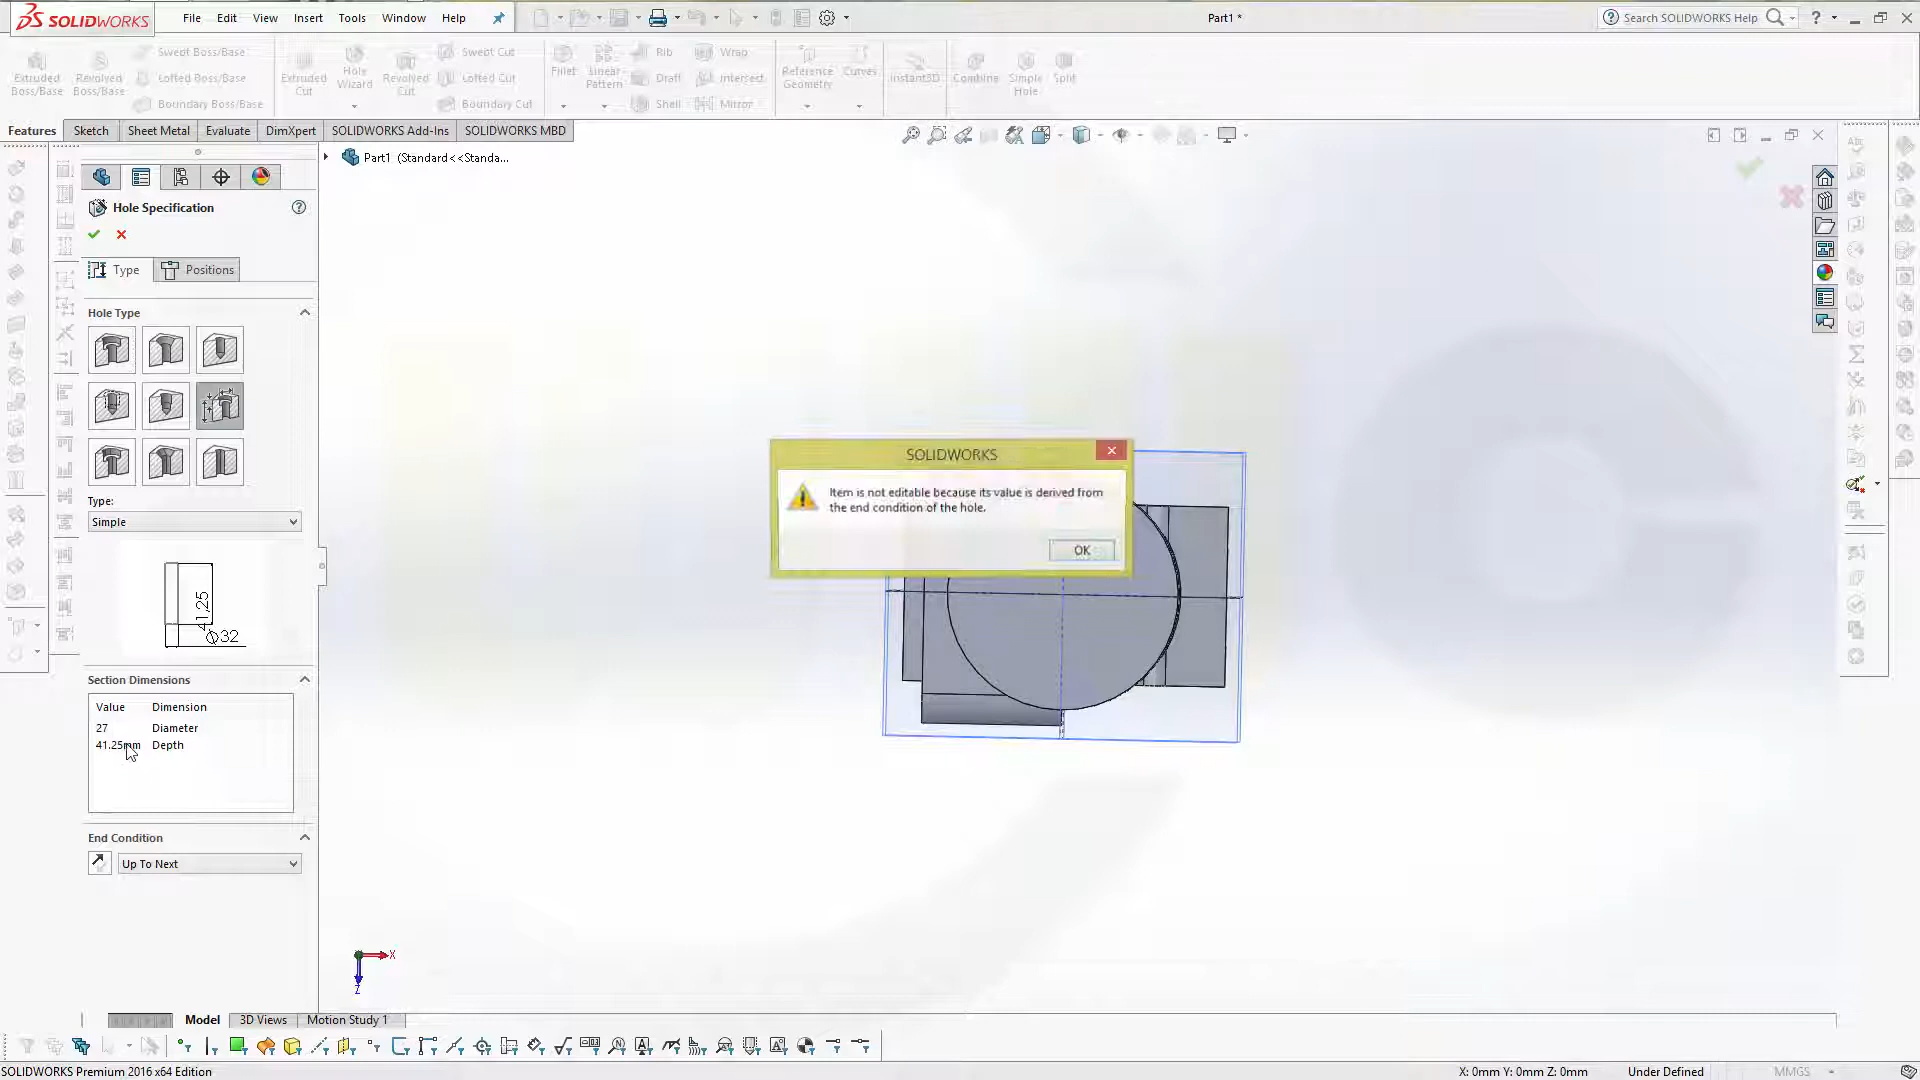 SOLIDWORKS
File Edit View Insert Tools Window Help
Part1 *
Search SOLIDWORKS Help
Extruded Boss/Base
Revolved Boss/Base
Swept Boss/Base
Lofted Boss/Base
Boundary Boss/Base
Extruded Cut
Hole Wizard
Revolved Cut
Swept Cut
Lofted Cut
Boundary Cut
Fillet
Linear Pattern
Rib
Draft
Shell
Wrap
Intersect
Mirror
Reference Geometry
Curves
Instant3D
Combine
Simple Hole
Split
Features Sketch Sheet Metal Evaluate DimXpert SOLIDWORKS Add-Ins SOLIDWORKS MBD
Part1 (Standard<<Standa...
Hole Specification
Type Positions
Hole Type
Type:
Simple
41,25
Ø32
Section Dimensions
Value Dimension
27 Diameter
41.25mm Depth
End Condition
Up To Next
SOLIDWORKS
Item is not editable because its value is derived from
the end condition of the hole.
OK
X
Z
Model 3D Views Motion Study 1
SOLIDWORKS Premium 2016 x64 Edition
X: 0mm Y: 0mm Z: 0mm Under Defined MMGS